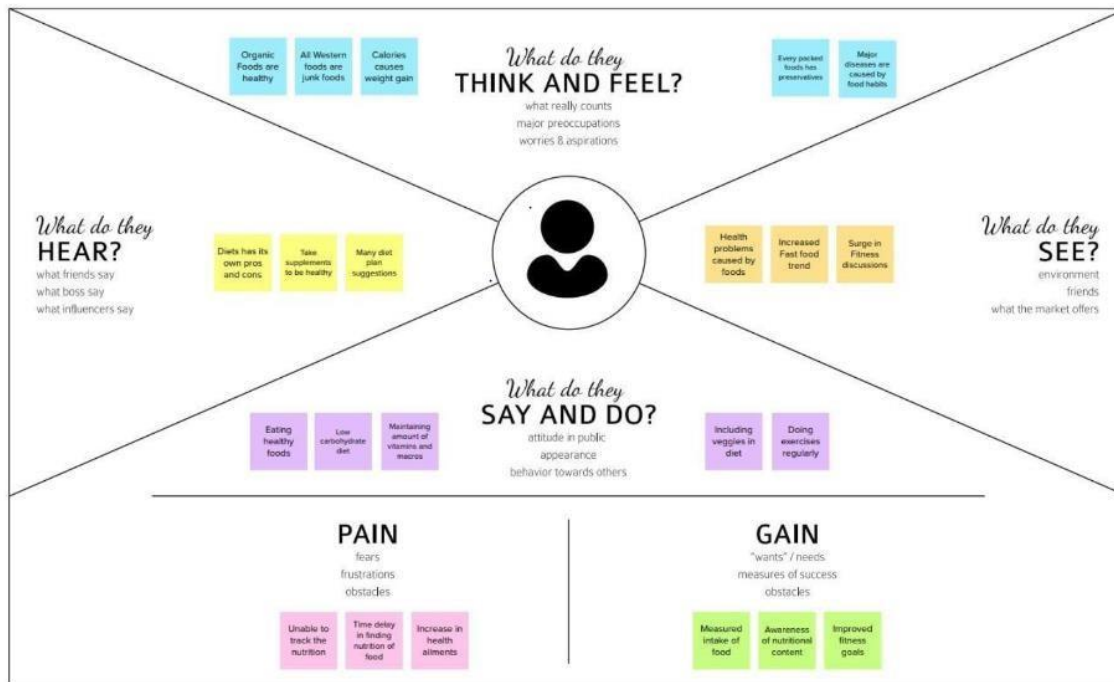 Organic
Foods are
healthy
All Western
foods are
junk foods
Calories
causes
weight gain
What do they
THINK AND FEEL?
what really counts
major preoccupations
worries & aspirations
Every packed
foods has
preservatives
Major
diseases are
caused by
food habits
What do they
HEAR?
what friends say
what boss say
what influencers say
Diets has its
own pros
and cons
Take
supplements
to be healthy
Many diet
plan
suggestions
Health
problems
caused by
foods
Increased
Fast food
trend
Surge in
Fitness
discussions
What do they
SEE?
environment
friends
what the market offers
Eating
healthy
foods
Low
carbohydrate
diet
Maintaining
amount of
vitamins and
macros
What do they
SAY AND DO?
attitude in public
appearance
behavior towards others
Including
veggies in
diet
Doing
exercises
regularly
PAIN
fears
frustrations
obstacles
Unable to
track the
nutrition
Time delay
in finding
nutrition of
food
Increase in
health
ailments
GAIN
"wants" / needs
measures of success
obstacles
Measured
intake of
food
Awareness
of nutritional
content
Improved
fitness
goals